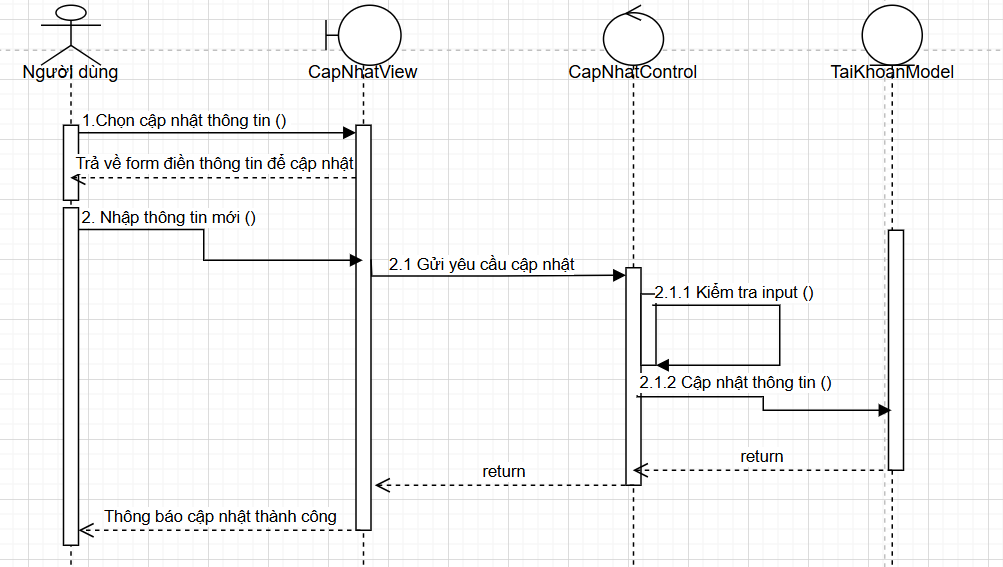 Người dùng
CapNhatView
CapNhatControl
TaiKhoanModel
1.Chọn cập nhật thông tin ()
Trả về form điền thông tin để cập nhật
2. Nhập thông tin mới ()
2.1 Gửi yêu cầu cập nhật
2.1.1 Kiểm tra input ()
2.1.2 Cập nhật thông tin ()
return
return
Thông báo cập nhật thành công